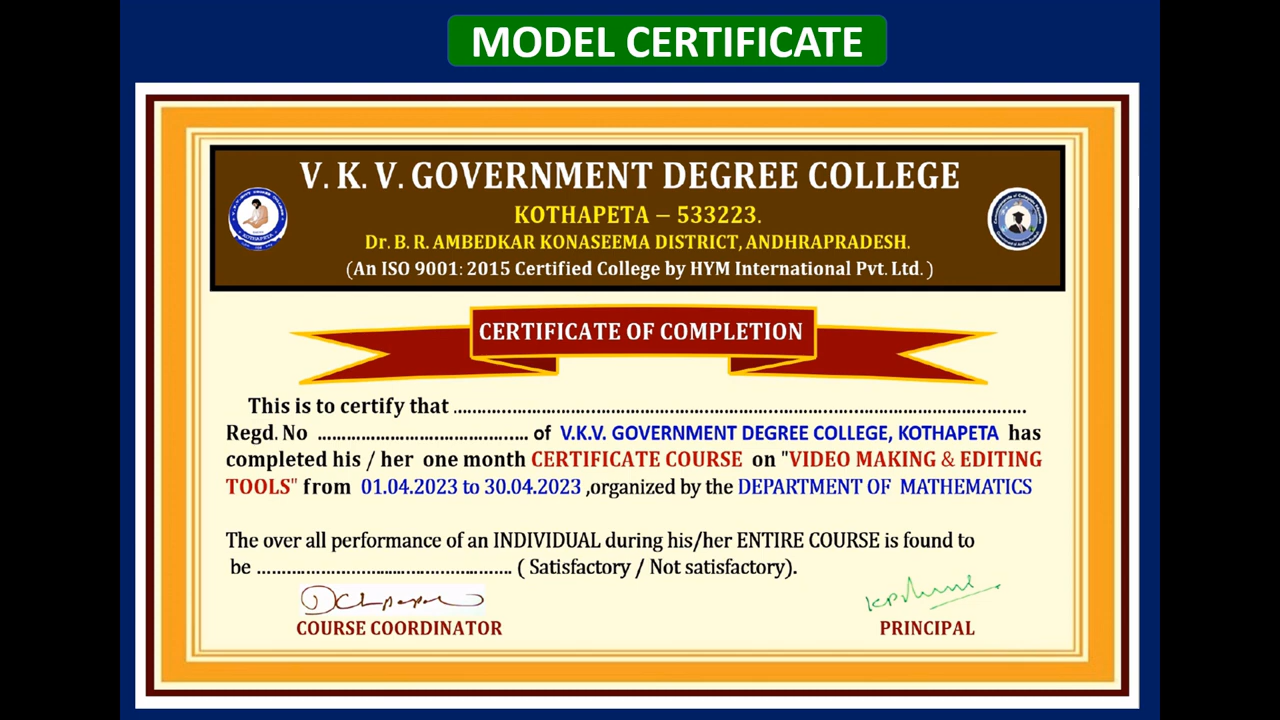 MODEL CERTIFICATE
V. K. V. GOVERNMENT DEGREE COLLEGE
KOTHAPETA – 533223.
Dr. B. R. AMBEDKAR KONASEEMA DISTRICT, ANDHRAPRADESH.
(An ISO 9001: 2015 Certified College by HYM International Pvt. Ltd. )
KOTHAPETA
CERTIFICATE OF COMPLETION
This is to certify that ................................................................................................
Regd. No .................................... of V.K.V. GOVERNMENT DEGREE COLLEGE, KOTHAPETA has
completed his / her one month CERTIFICATE COURSE on "VIDEO MAKING & EDITING
TOOLS" from 01.04.2023 to 30.04.2023 ,organized by the DEPARTMENT OF MATHEMATICS
The over all performance of an INDIVIDUAL during his/her ENTIRE COURSE is found to
be ........................................... ( Satisfactory / Not satisfactory).
COURSE COORDINATOR
PRINCIPAL